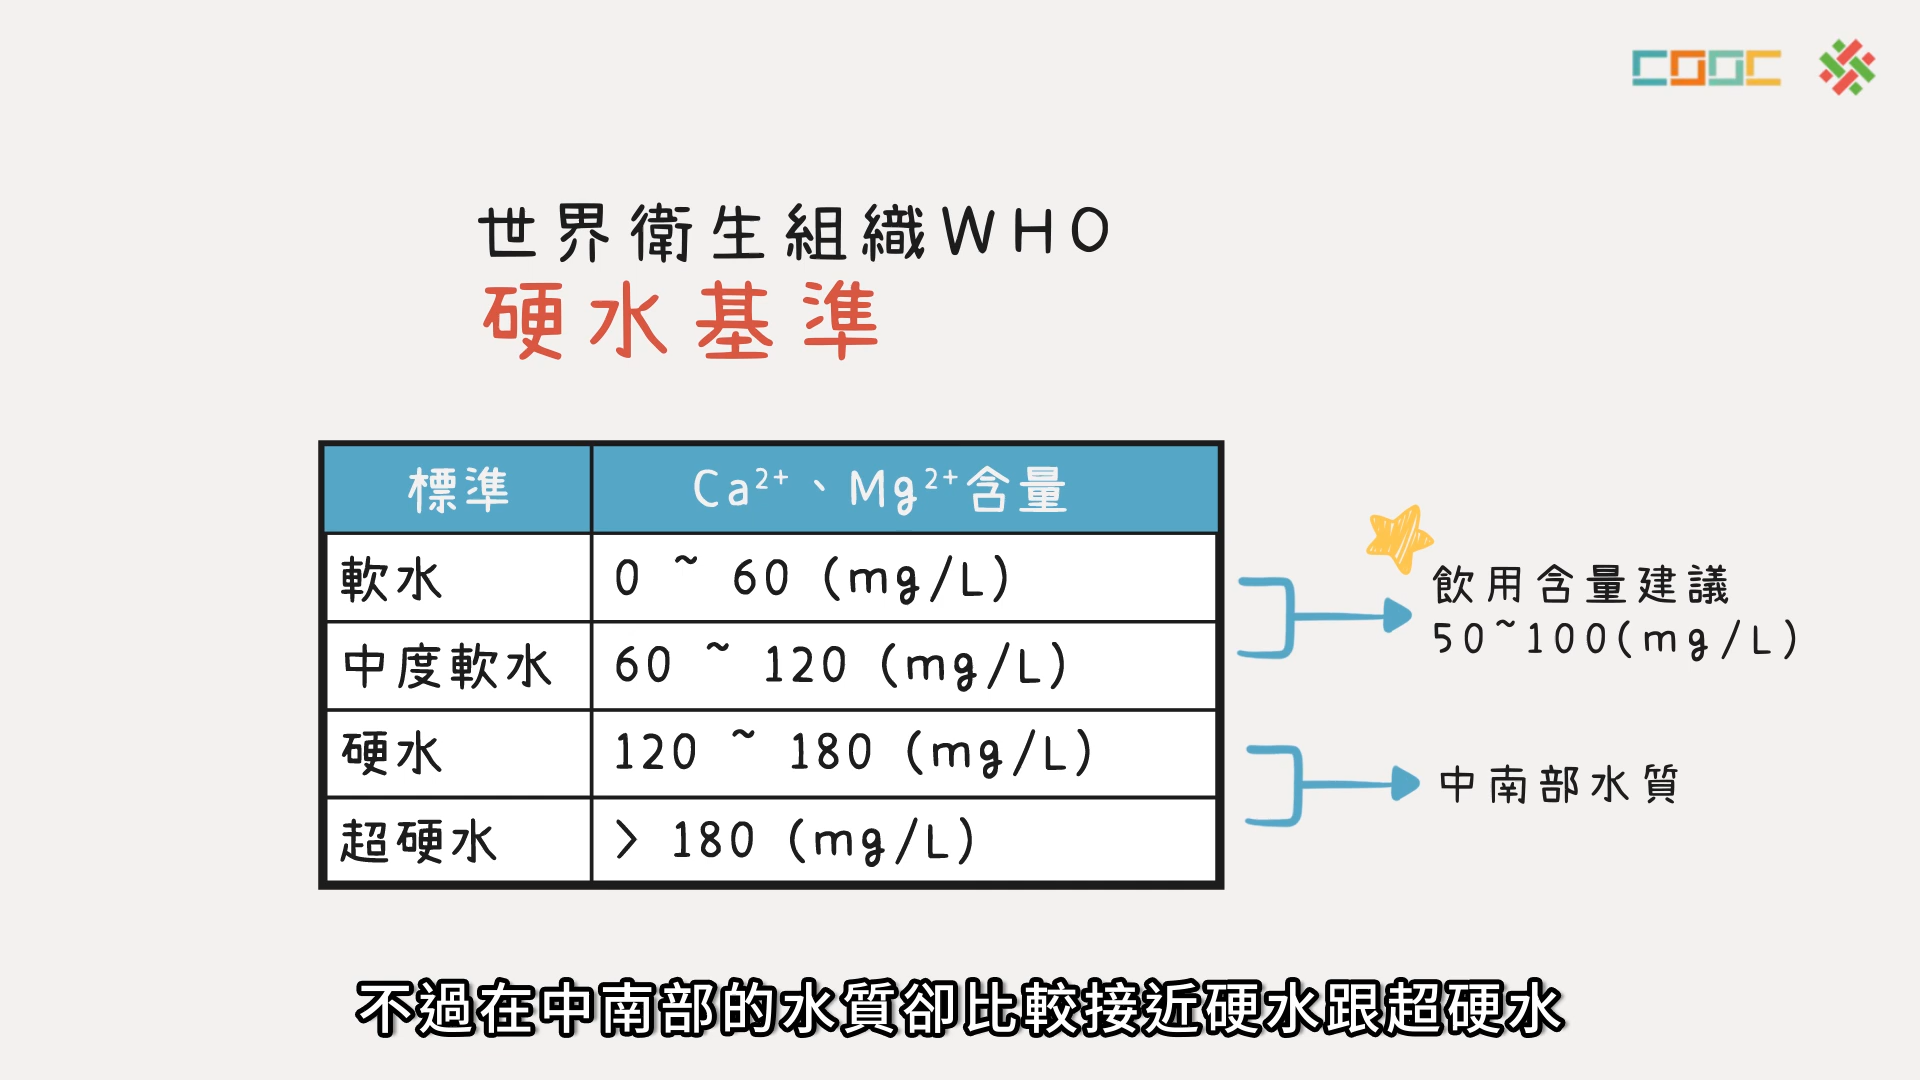 COOC
世界衛生組織WHO
硬水基準
標準 Ca²⁺、Mg²⁺含量
軟水 0 ~ 60 (mg/L)
中度軟水 60 ~ 120 (mg/L)
硬水 120 ~ 180 (mg/L)
超硬水 > 180 (mg/L)
飲用含量建議
50~100(mg/L)
中南部水質
不過在中南部的水質卻比較接近硬水跟超硬水